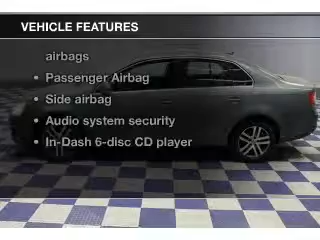 VEHICLE FEATURES
airbags
• Passenger Airbag
• Side airbag
• Audio system security
• In-Dash 6-disc CD player